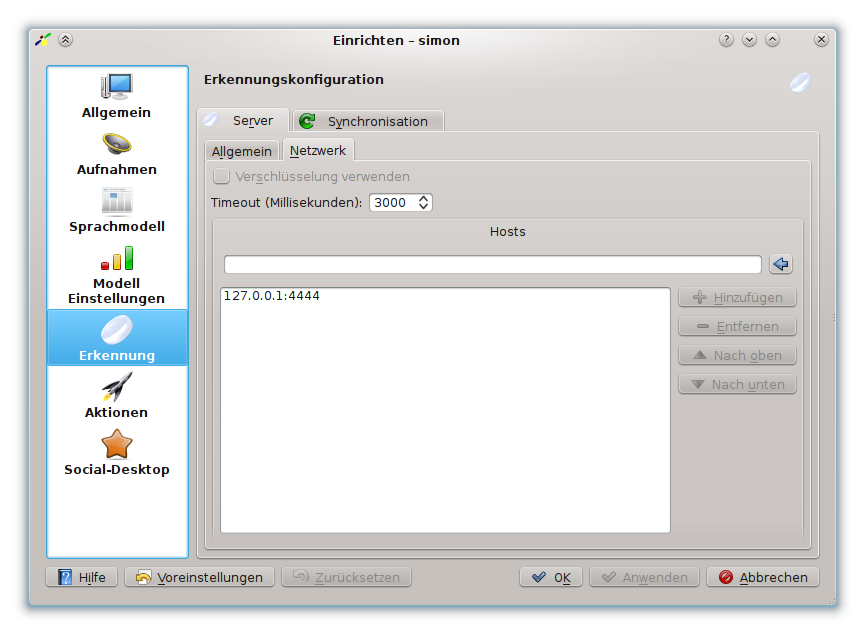 Einrichten – simon
Allgemein
Aufnahmen
Sprachmodell
Modell
Einstellungen
Erkennung
Aktionen
Social-Desktop
Erkennungskonfiguration
Server
Synchronisation
Allgemein
Netzwerk
Verschlüsselung verwenden
Timeout (Millisekunden): 3000
Hosts
127.0.0.1:4444
Hinzufügen
Entfernen
Nach oben
Nach unten
Hilfe
Voreinstellungen
Zurücksetzen
OK
Anwenden
Abbrechen